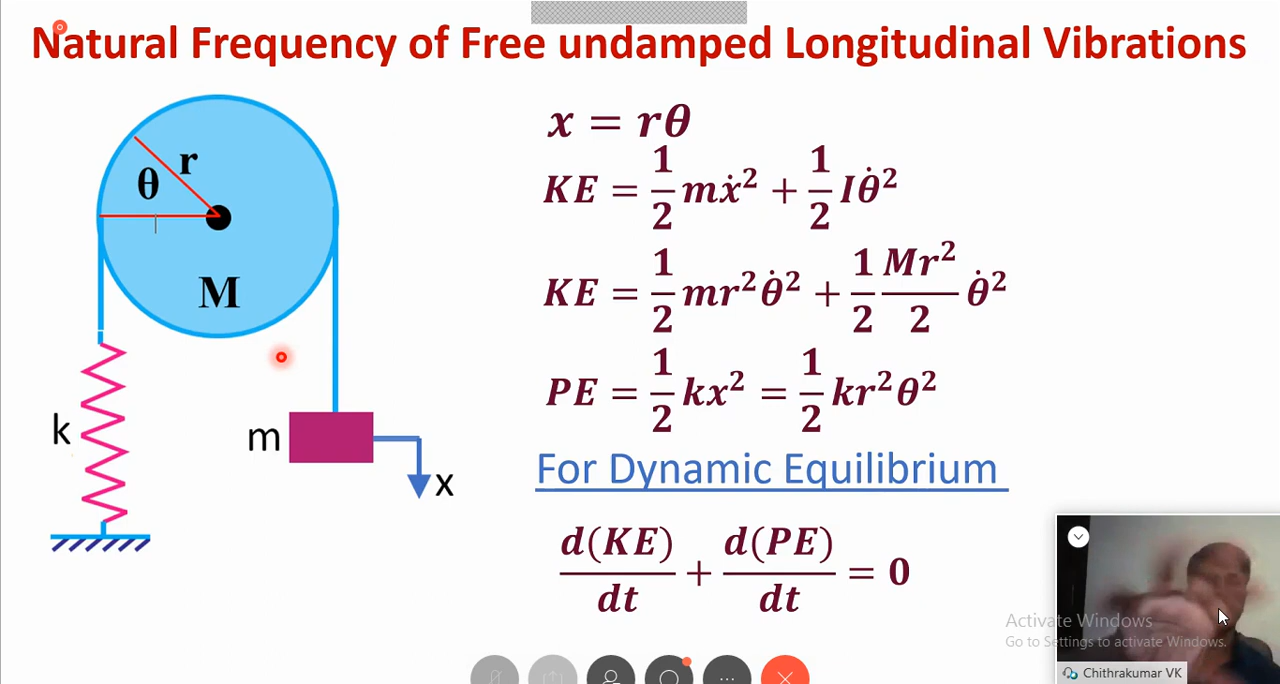 Natural Frequency of Free undamped Longitudinal Vibrations
r
θ
M
k
m
x
x = rθ
KE = 1/2 mẋ² + 1/2 Iθ̇²
KE = 1/2 mr²θ̇² + 1/2 Mr²/2 θ̇²
PE = 1/2 kx² = 1/2 kr²θ²
For Dynamic Equilibrium
d(KE)/dt + d(PE)/dt = 0
Activate Windows
Go to Settings to activate Windows.
Chithrakumar VK